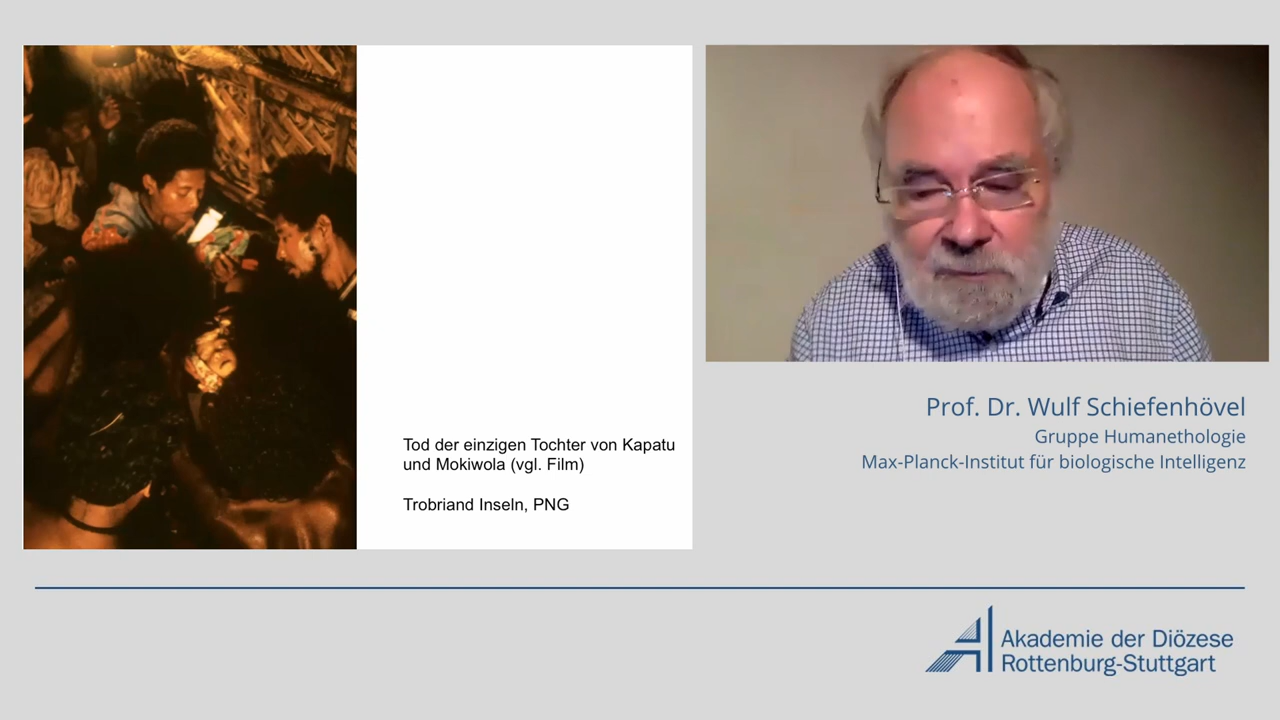 Tod der einzigen Tochter von Kapatu
und Mokiwola (vgl. Film)
Trobriand Inseln, PNG
Prof. Dr. Wulf Schiefenhövel
Gruppe Humanethologie
Max-Planck-Institut für biologische Intelligenz
Akademie der Diözese
Rottenburg-Stuttgart